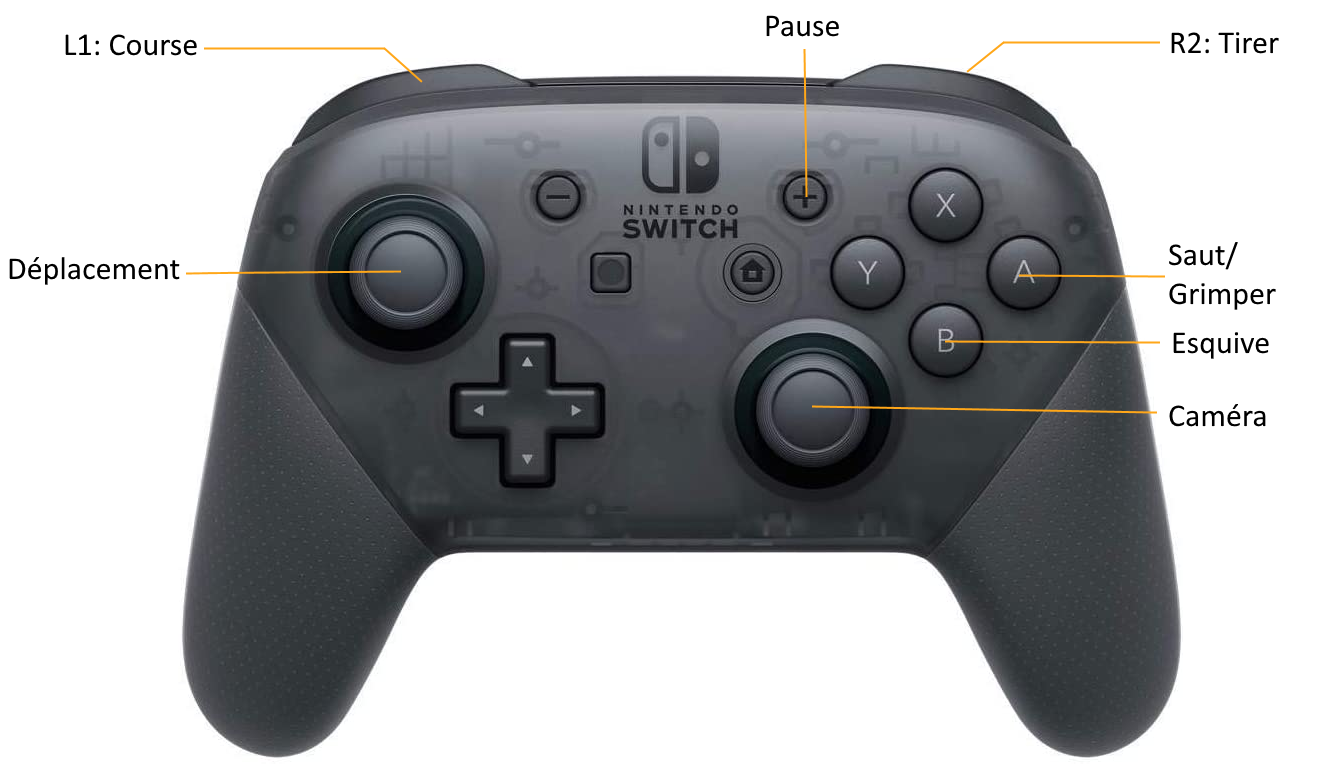 Pause
L1: Course
R2: Tirer
NINTENDO
SWITCH
X
Y
A
B
Saut/
Grimper
Déplacement
Esquive
Caméra